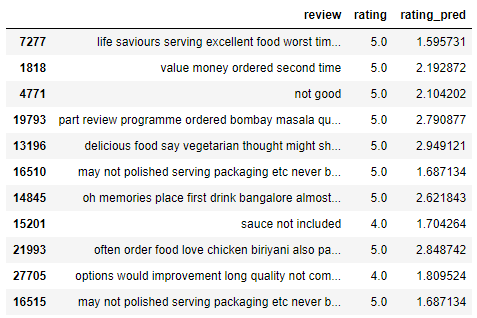 review rating rating_pred
7277 life saviours serving excellent food worst tim... 5.0 1.595731
1818 value money ordered second time 5.0 2.192872
4771 not good 5.0 2.104202
19793 part review programme ordered bombay masala qu... 5.0 2.790877
13196 delicious food say vegetarian thought might sh... 5.0 2.949121
16510 may not polished serving packaging etc never b... 5.0 1.687134
14845 oh memories place first drink bangalore almost... 5.0 2.621843
15201 sauce not included 4.0 1.704264
21993 often order food love chicken biriyani also pa... 5.0 2.848742
27705 options would improvement long quality not com... 4.0 1.809524
16515 may not polished serving packaging etc never b... 5.0 1.687134